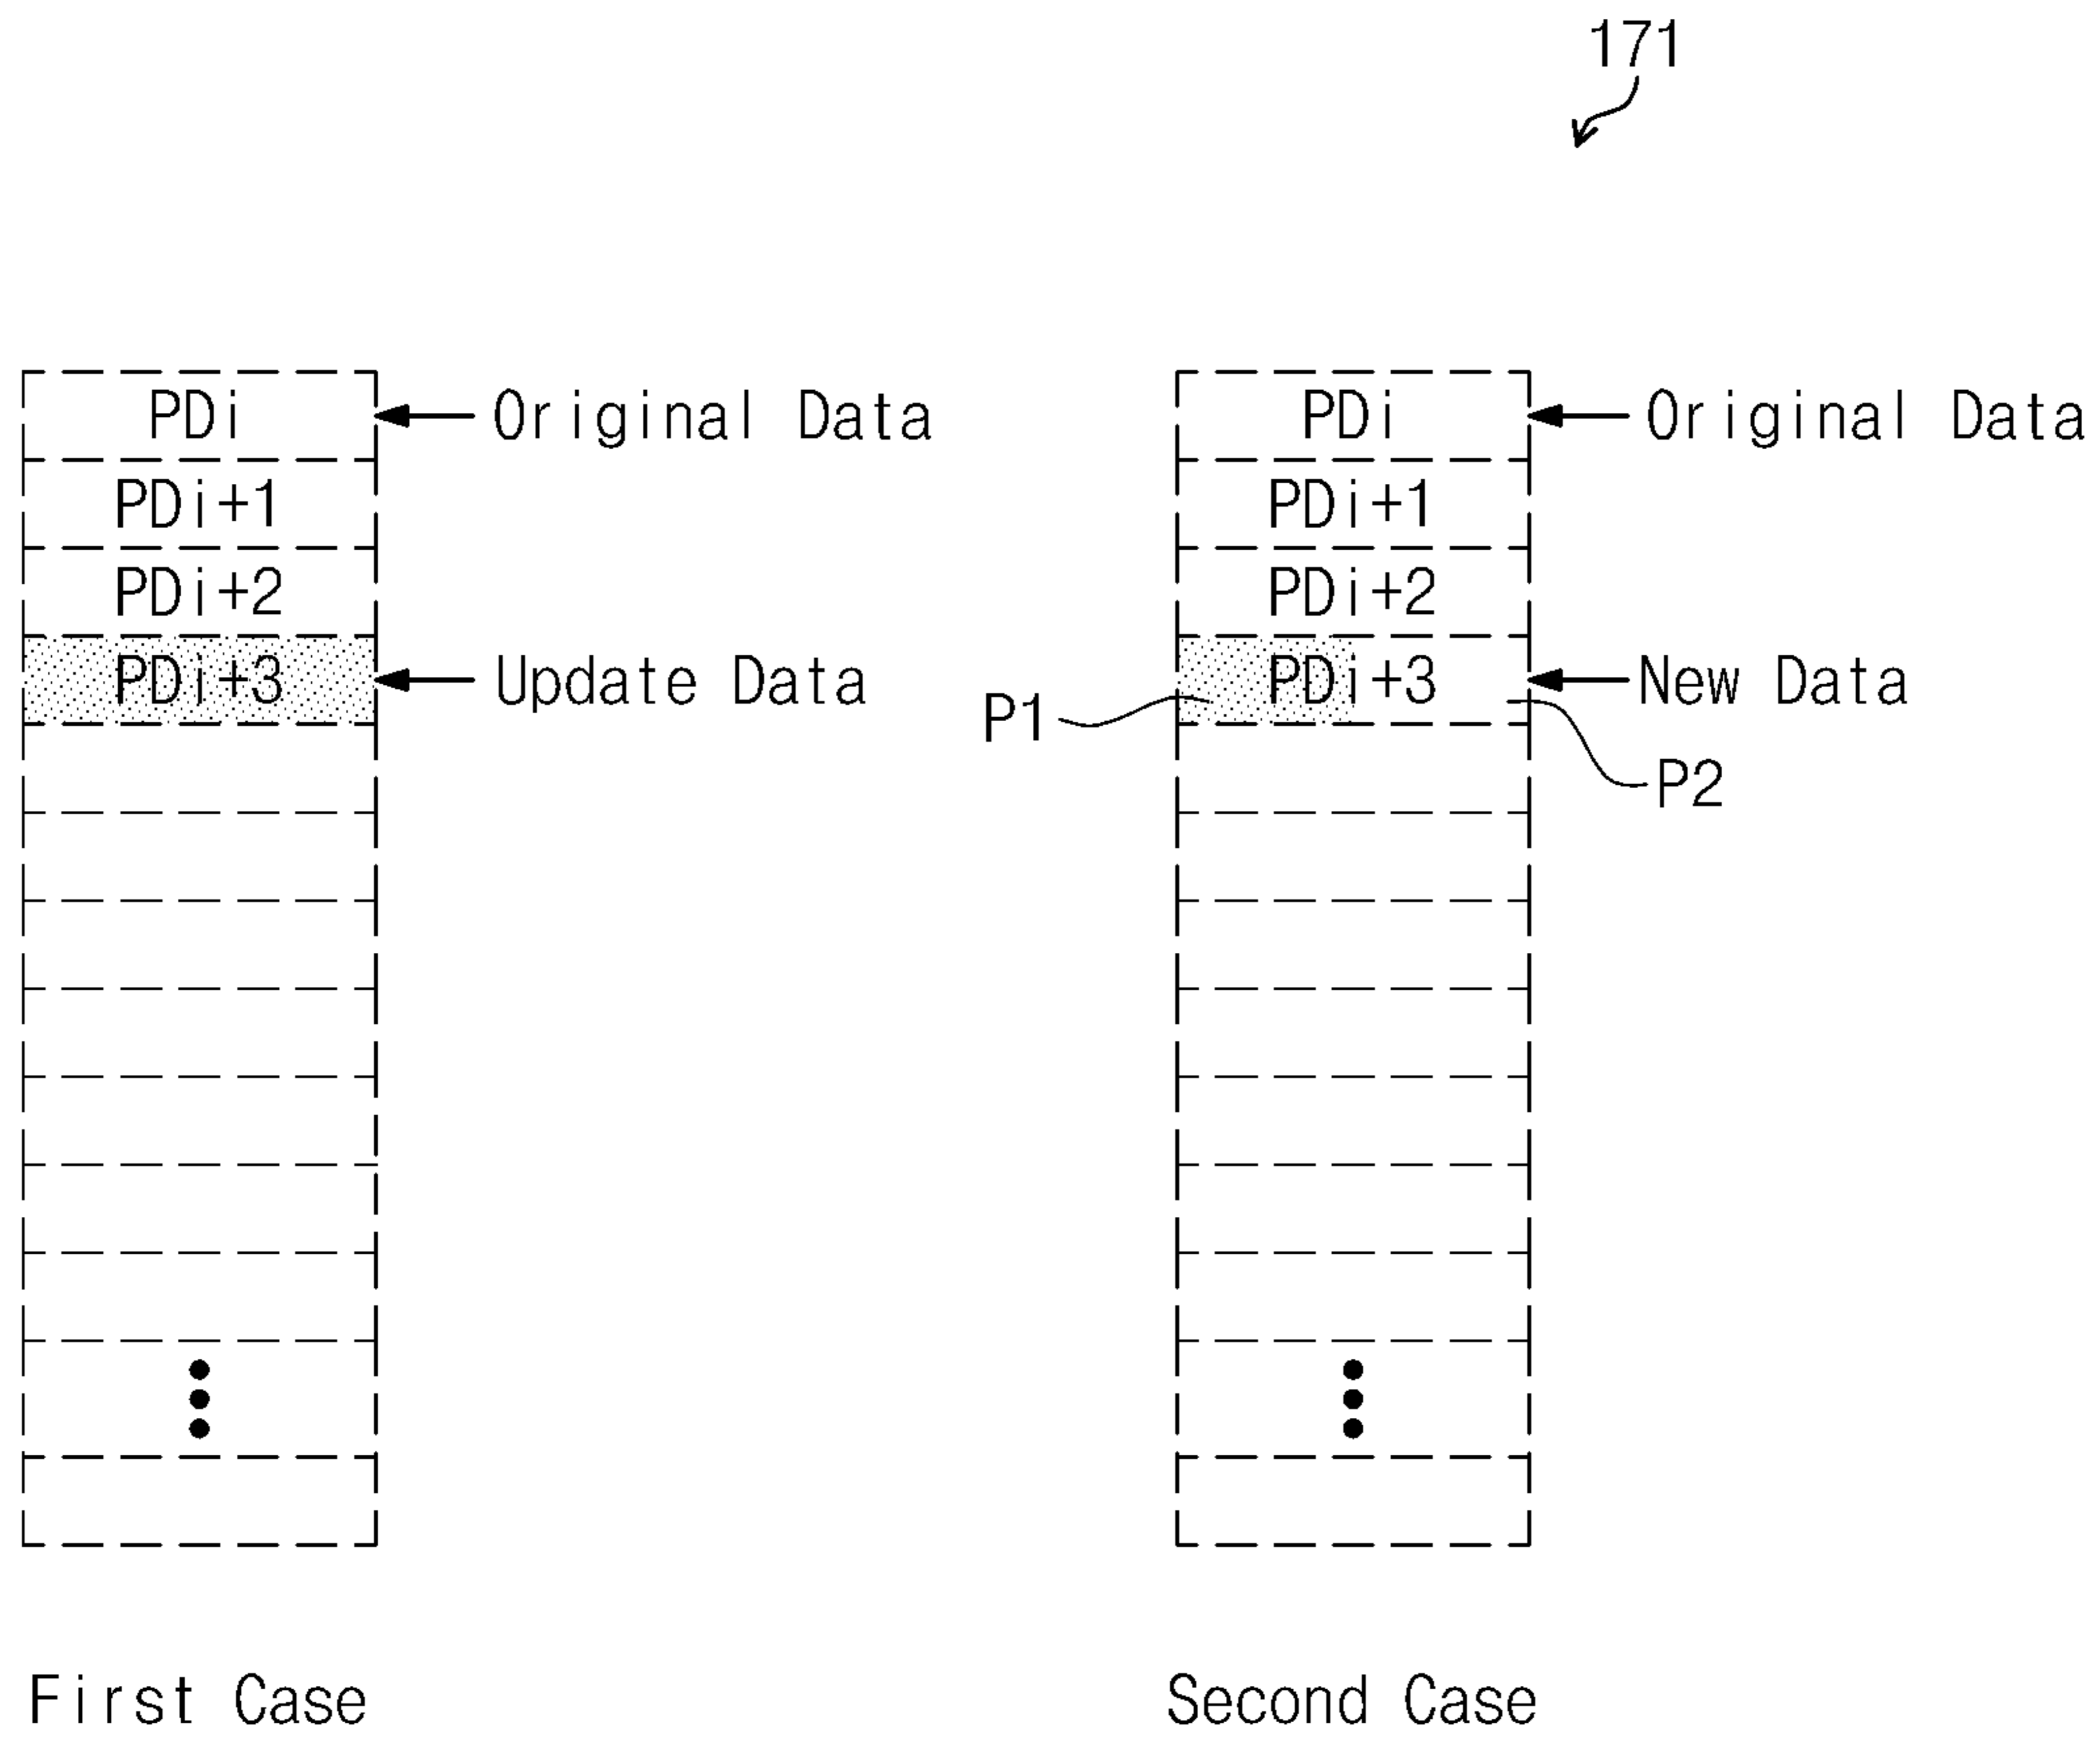 171
PDi
Original Data
PDi+1
PDi+2
PDi+3
Update Data
First Case
PDi
Original Data
PDi+1
PDi+2
PDi+3
New Data
P1
P2
Second Case